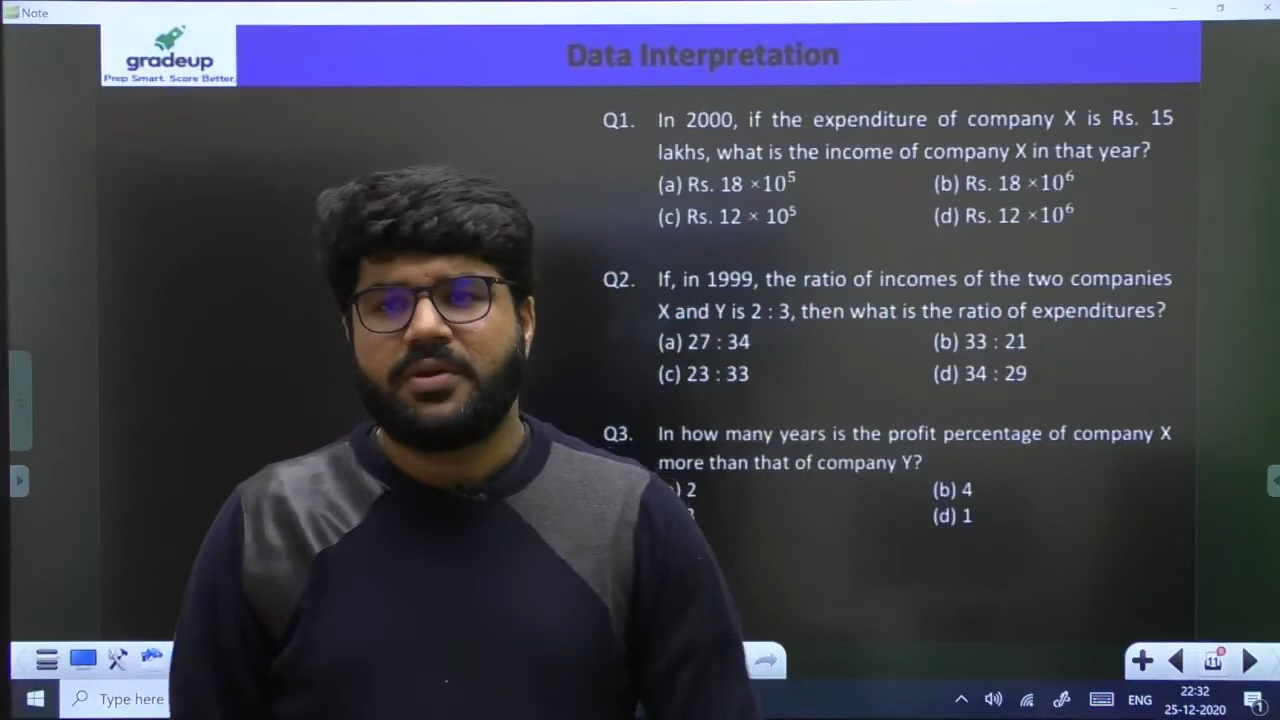 Note
gradeup
Prep Smart. Score Better.
Data Interpretation
Q1. In 2000, if the expenditure of company X is Rs. 15
lakhs, what is the income of company X in that year?
(a) Rs. 18 ×10⁵ (b) Rs. 18 ×10⁶
(c) Rs. 12 × 10⁵ (d) Rs. 12 ×10⁶
Q2. If, in 1999, the ratio of incomes of the two companies
X and Y is 2 : 3, then what is the ratio of expenditures?
(a) 27 : 34 (b) 33 : 21
(c) 23 : 33 (d) 34 : 29
Q3. In how many years is the profit percentage of company X
more than that of company Y?
) 2 (b) 4
(d) 1
11
Type here
ENG
22:32
25-12-2020
1